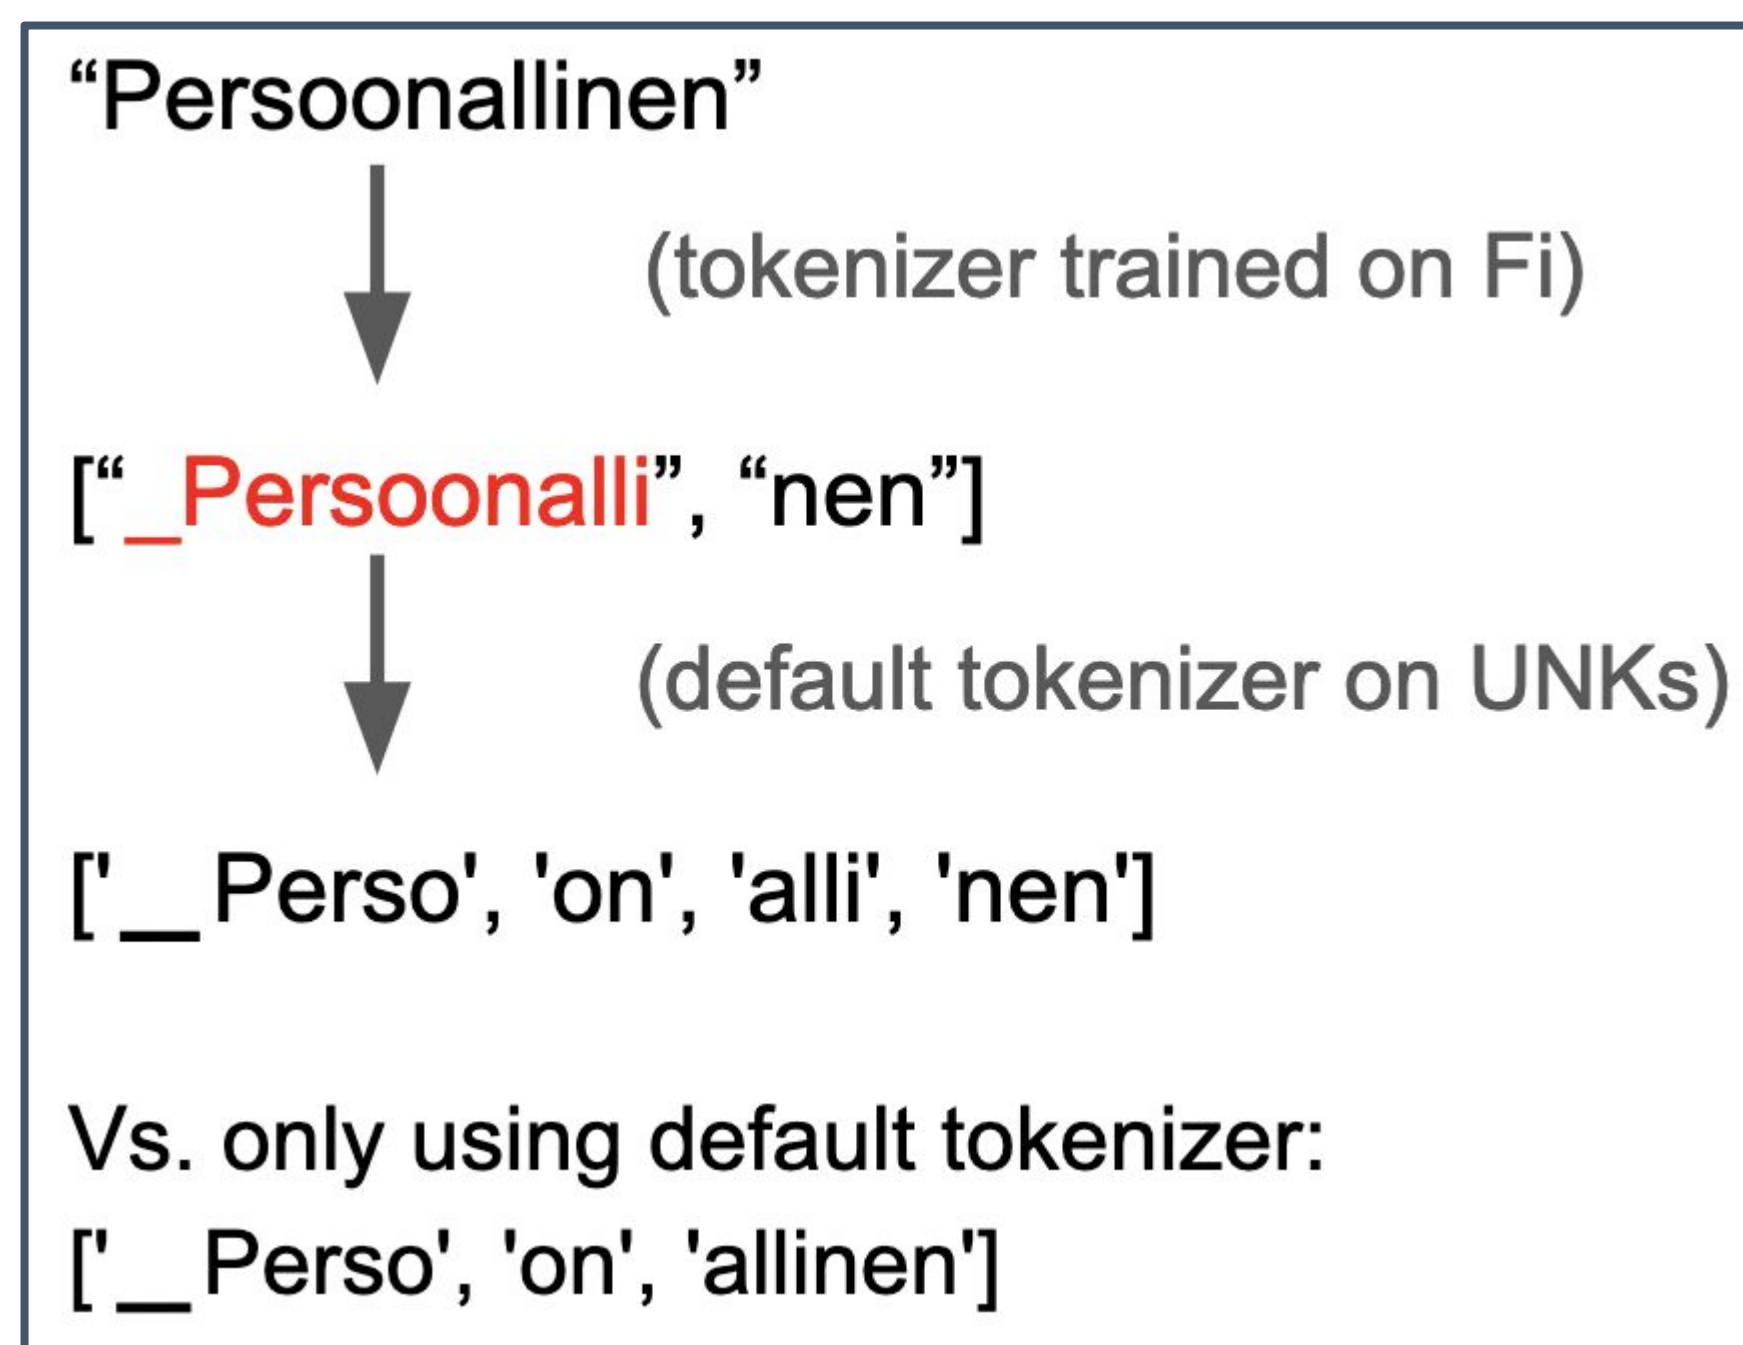 “Persoonallinen”
(tokenizer trained on Fi)
[“_Persoonalli”, “nen”]
(default tokenizer on UNKs)
['__Perso', 'on', 'alli', 'nen']
Vs. only using default tokenizer:
['__Perso', 'on', 'allinen']